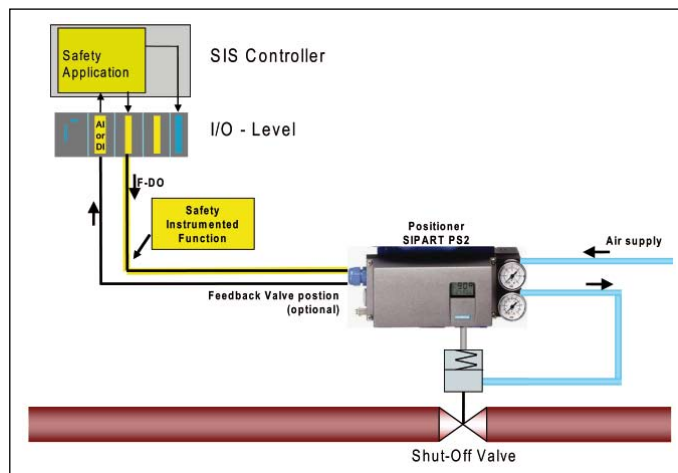 Safety
Application
SIS Controller
AI
or
DI
I/O - Level
F-DO
Safety
Instrumented
Function
Positioner
SIPART PS2
Air supply
Feedback Valve postion
(optional)
Shut-Off Valve